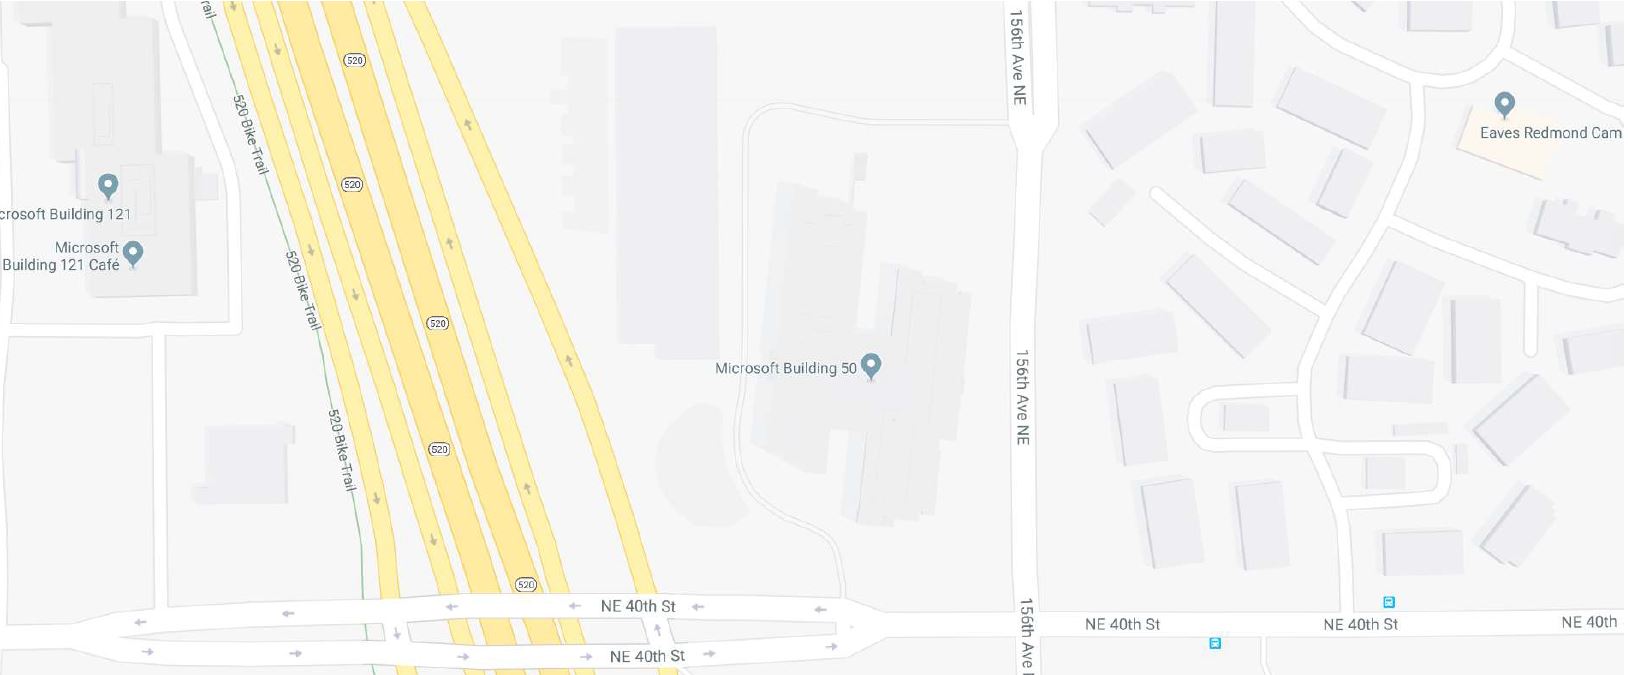 rail
520
156th Ave NE
520 Bike Trail
Eaves Redmond Cam
520
crosoft Building 121
Microsoft
Building 121 Café
520 Bike Trail
520
Microsoft Building 50
156th Ave NE
520 Bike Trail
520
520
NE 40th St
156th Ave
NE 40th St
NE 40th St
NE 40th
NE 40th St